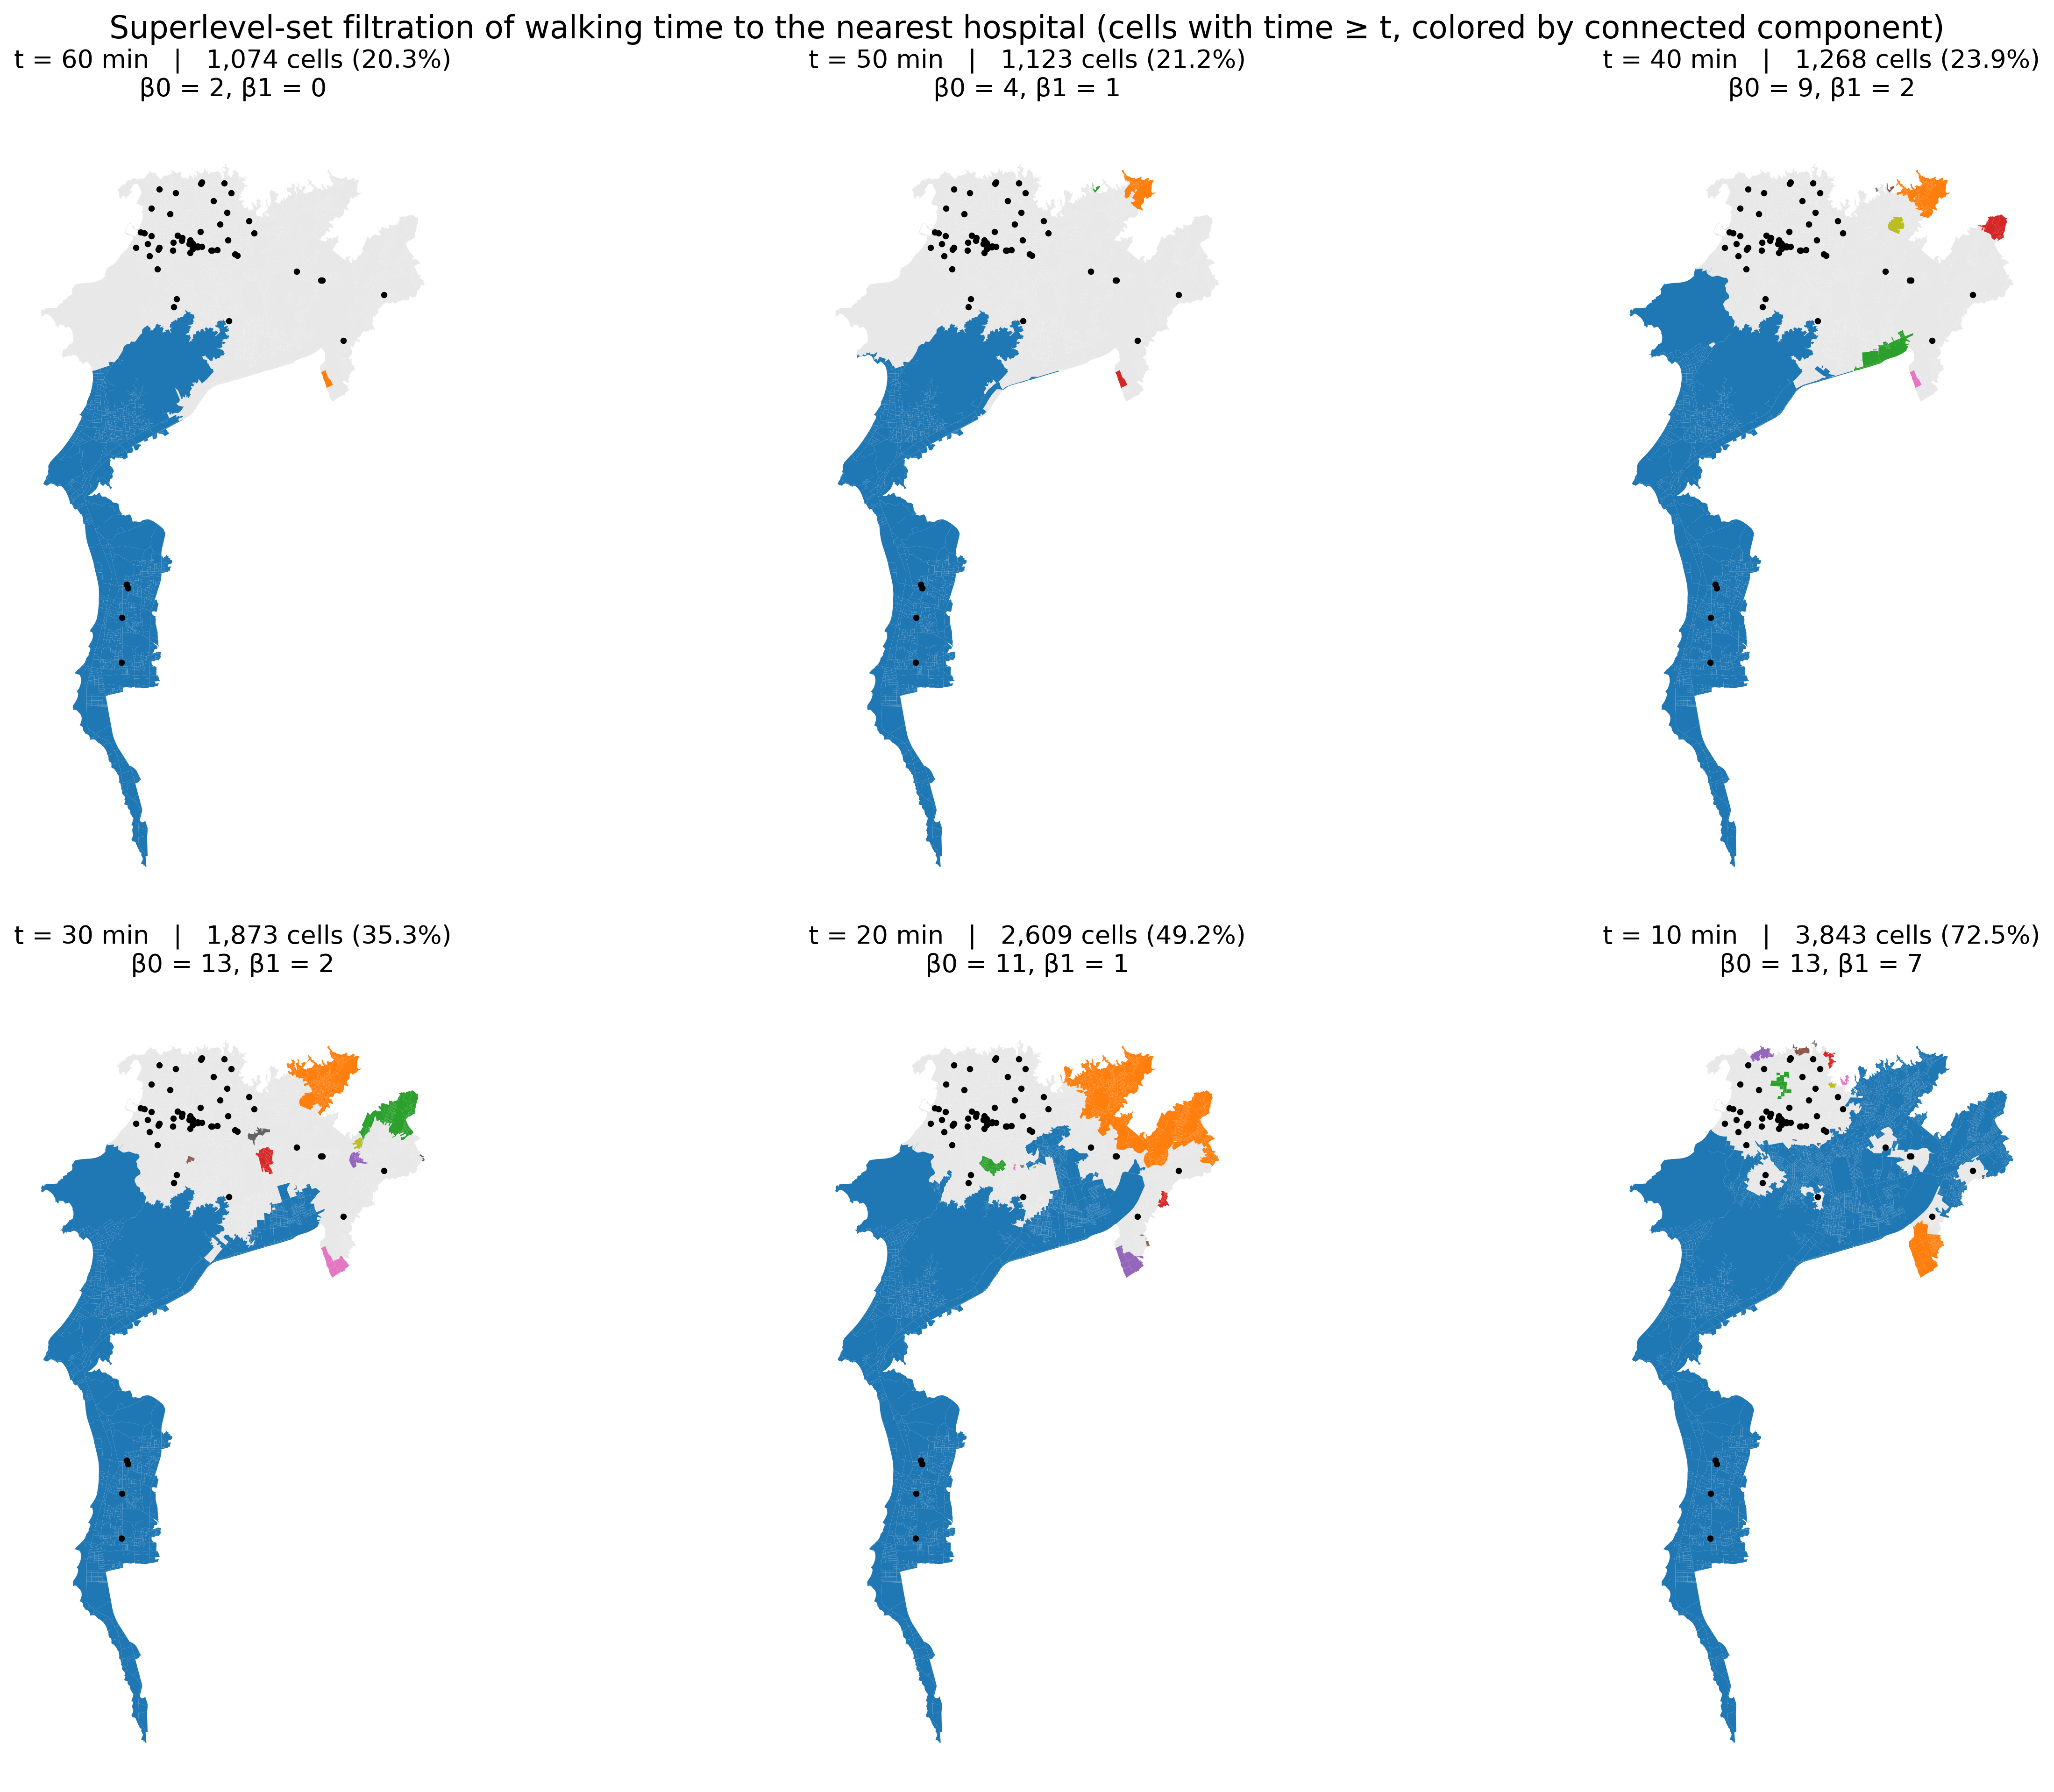 Superlevel-set filtration of walking time to the nearest hospital (cells with time ≥ t, colored by connected component)
t = 60 min | 1,074 cells (20.3%)
β0 = 2, β1 = 0
t = 50 min | 1,123 cells (21.2%)
β0 = 4, β1 = 1
t = 40 min | 1,268 cells (23.9%)
β0 = 9, β1 = 2
t = 30 min | 1,873 cells (35.3%)
β0 = 13, β1 = 2
t = 20 min | 2,609 cells (49.2%)
β0 = 11, β1 = 1
t = 10 min | 3,843 cells (72.5%)
β0 = 13, β1 = 7